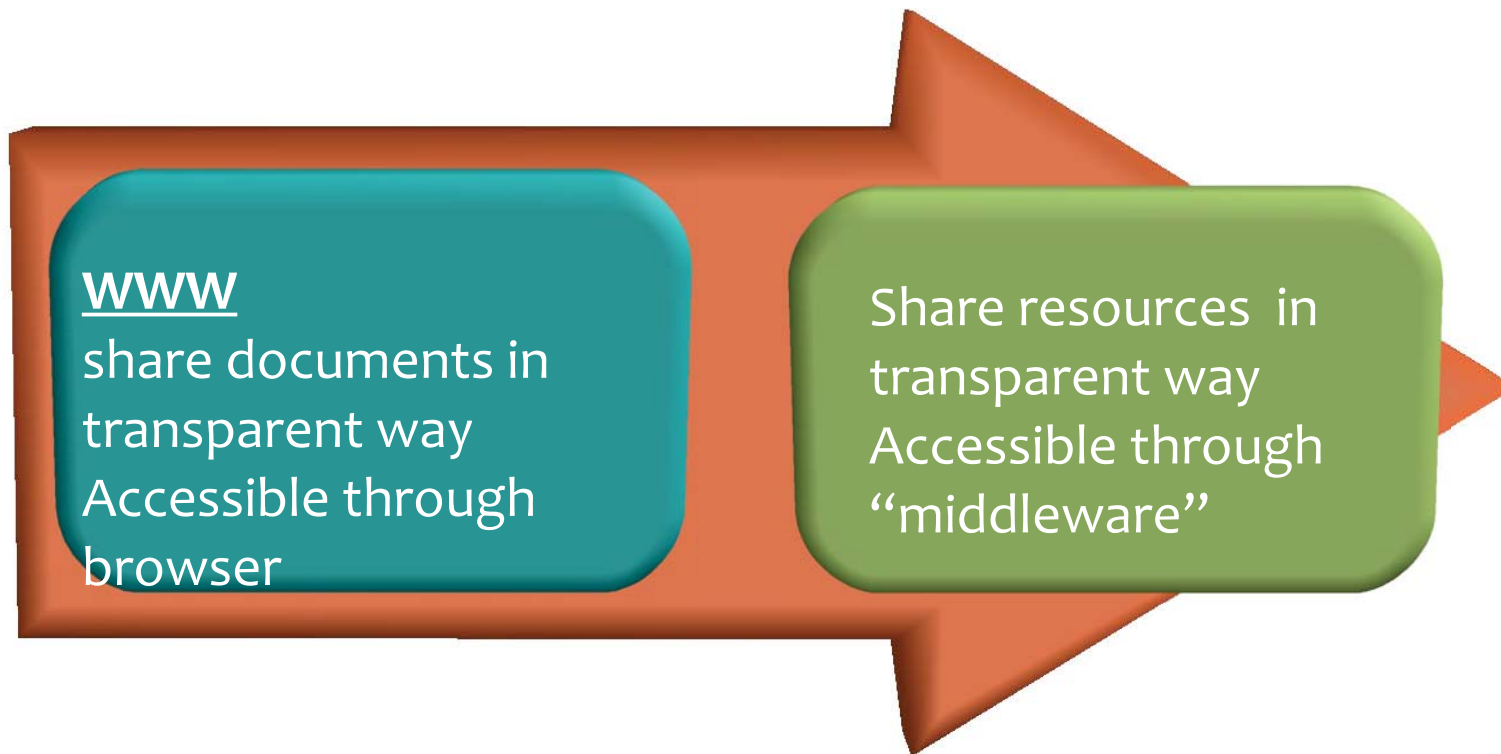 WWW
share documents in
transparent way
Accessible through
browser
Share resources in
transparent way
Accessible through
“middleware”